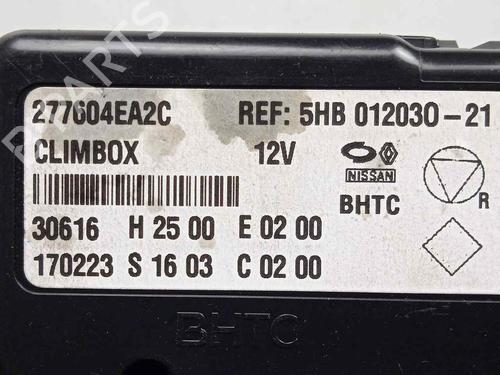 277604EA2C REF: 5HB 012030-21
CLIMBOX 12V
NISSAN
BHTC R
30616 H 25 00 E 02 00
170223 S 16 03 C 02 00
BHTC